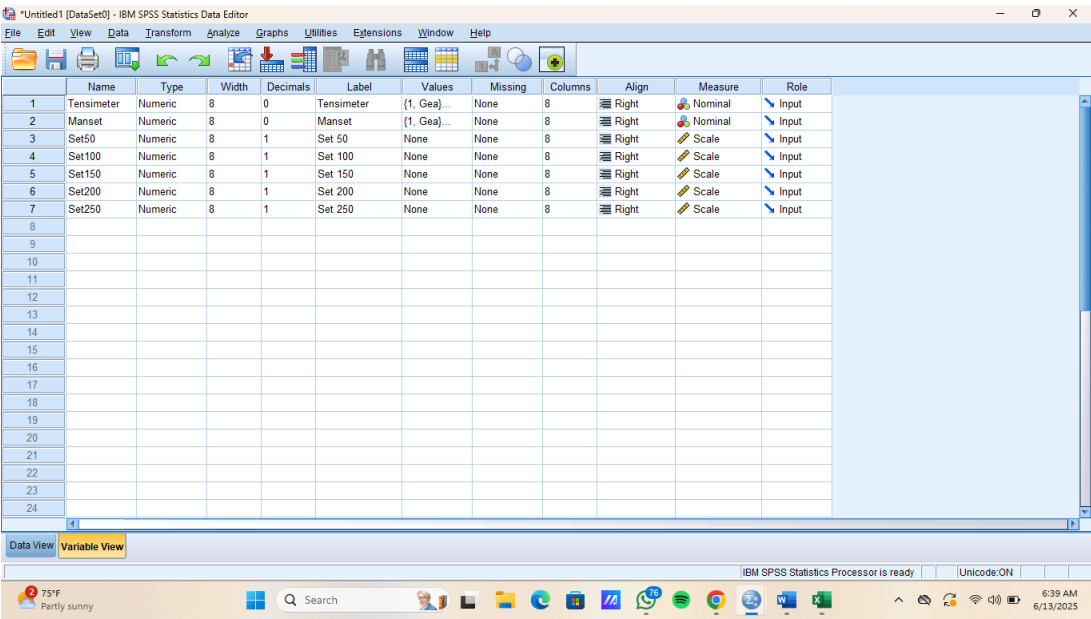 *Untitled1 [DataSet0] - IBM SPSS Statistics Data Editor
File Edit View Data Transform Analyze Graphs Utilities Extensions Window Help
Name Type Width Decimals Label Values Missing Columns Align Measure Role
1 Tensimeter Numeric 8 0 Tensimeter {1, Gea}... None 8 Right Nominal Input
2 Manset Numeric 8 0 Manset {1, Gea}... None 8 Right Nominal Input
3 Set50 Numeric 8 1 Set 50 None None 8 Right Scale Input
4 Set100 Numeric 8 1 Set 100 None None 8 Right Scale Input
5 Set150 Numeric 8 1 Set 150 None None 8 Right Scale Input
6 Set200 Numeric 8 1 Set 200 None None 8 Right Scale Input
7 Set250 Numeric 8 1 Set 250 None None 8 Right Scale Input
8
9
10
11
12
13
14
15
16
17
18
19
20
21
22
23
24
Data View Variable View
IBM SPSS Statistics Processor is ready Unicode:ON
2 75°F Search 76 6:39 AM
Partly sunny 6/13/2025